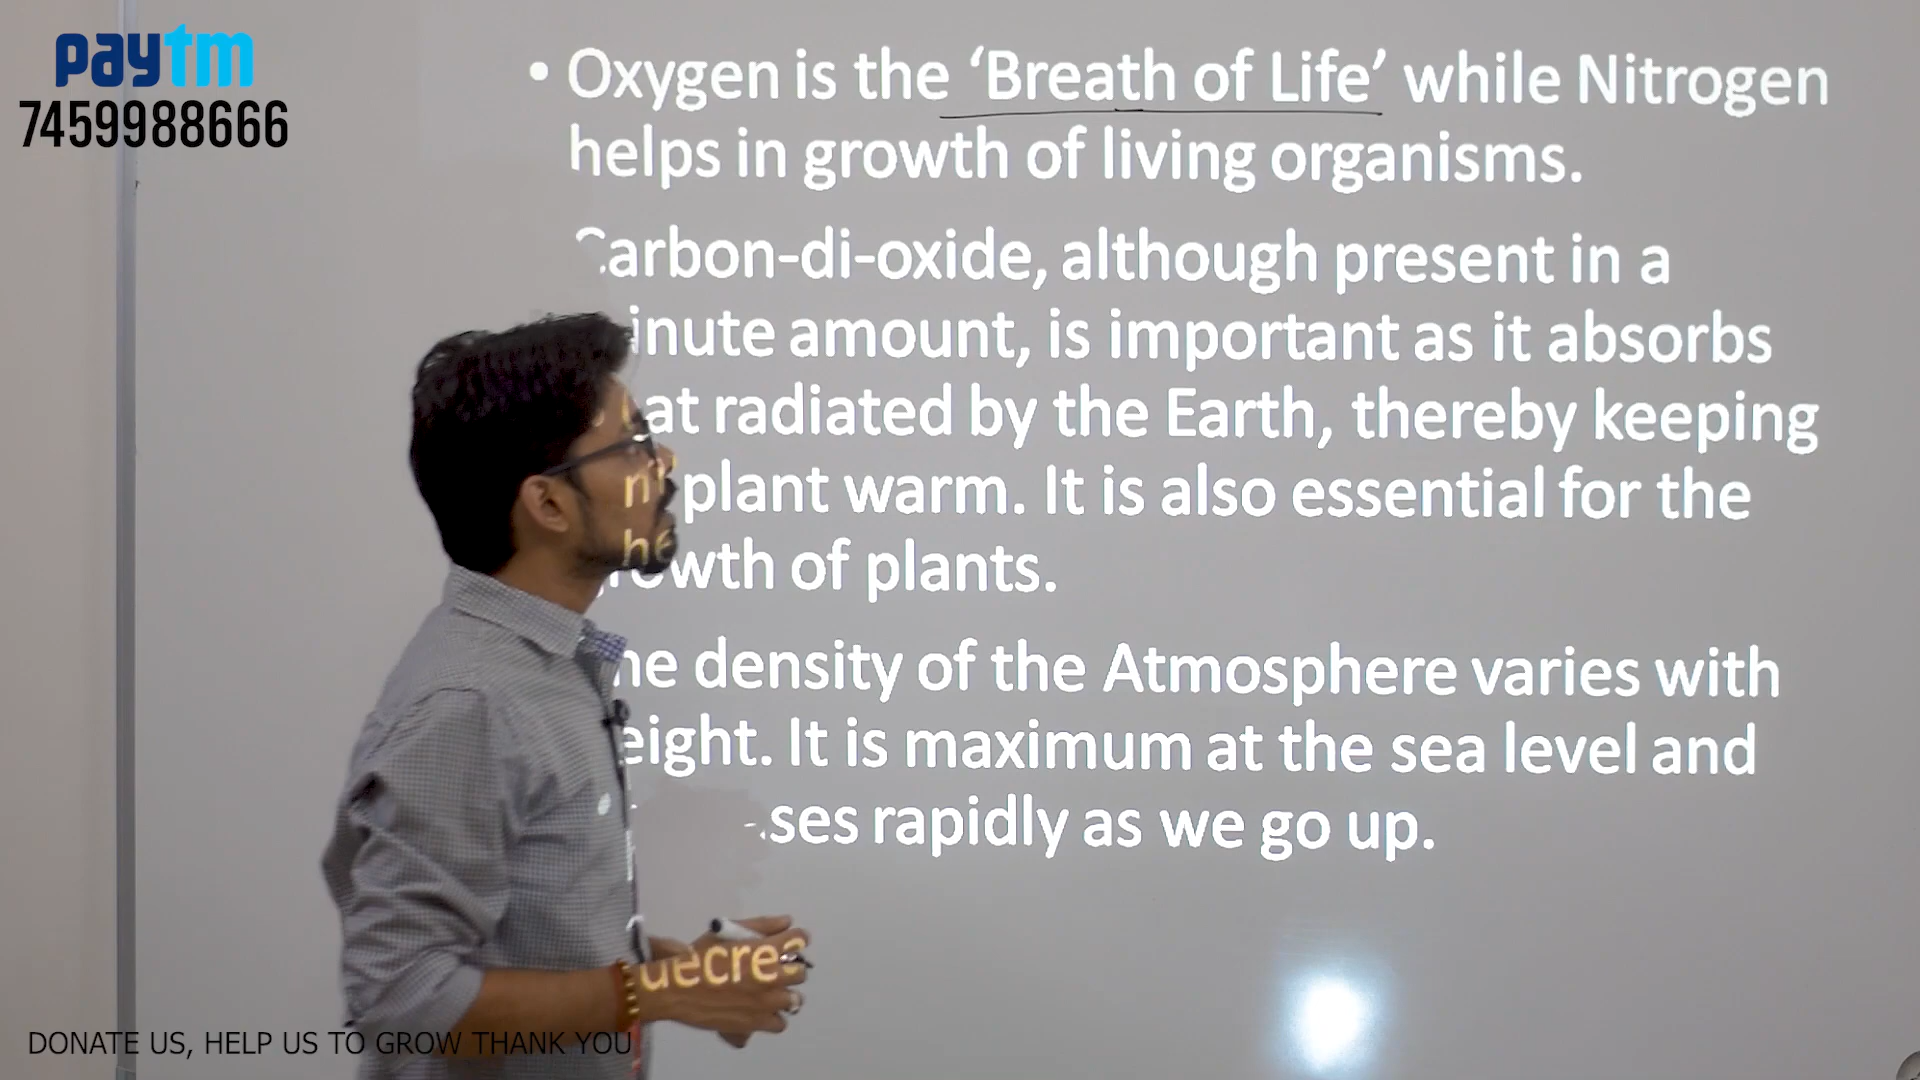 paytm
7459988666
• Oxygen is the ‘Breath of Life’ while Nitrogen
helps in growth of living organisms.
Carbon-di-oxide, although present in a
inute amount, is important as it absorbs
at radiated by the Earth, thereby keeping
plant warm. It is also essential for the
owth of plants.
he density of the Atmosphere varies with
eight. It is maximum at the sea level and
decreases rapidly as we go up.
DONATE US, HELP US TO GROW THANK YOU